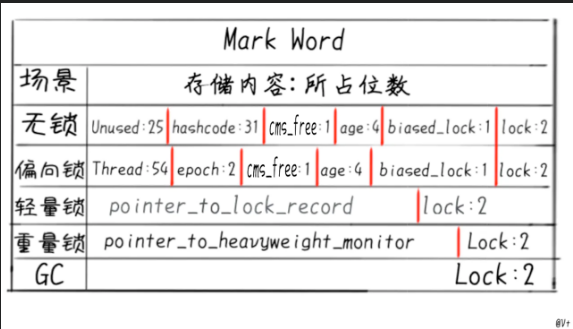 Mark Word
场景 存储内容:所占位数
无锁 Unused:25 hashcode:31 cms_free:1 age:4 biased_lock:1 lock:2
偏向锁 Thread:54 epoch:2 cms_free:1 age:4 biased_lock:1 lock:2
轻量锁 pointer_to_lock_record lock:2
重量锁 pointer_to_heavyweight_monitor Lock:2
GC Lock:2
@V+